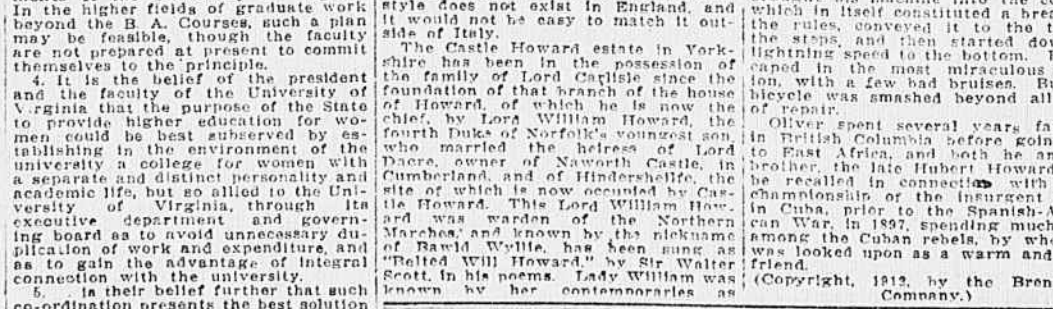 In the higher fields of graduate work
beyond the B. A. Courses, such a plan
may be feasible, though the faculty
are not prepared at present to commit
themselves to the principle.
4. It is the belief of the president
and the faculty of the University of
Virginia that the purpose of the State
to provide higher education for wo-
men could be best subserved by es-
tablishing in the environment of the
university a college for women with
a separate and distinct personality and
academic life, but so allied to the Uni-
versity of Virginia, through its
executive department and govern-
ing board as to avoid unnecessary du-
plication of work and expenditure, and
as to gain the advantage of integral
connection with the university.
5. Is their belief further that such
co-ordination presents the best solution
style does not exist in England, and
it would not be easy to match it out-
side of Italy.
The Castle Howard estate in York-
shire has been in the possession of
the family of Lord Carlisle since the
foundation of that branch of the house
of Howard, of which he is now the
chief, by Lord William Howard, the
fourth Duke of Norfolk's youngest son,
who married the heiress of Lord
Dacre, owner of Naworth Castle, in
Cumberland, and of Hindershelfe, the
site of which is now occupied by Cas-
tle Howard. This Lord William How-
ard was warden of the Northern
Marches, and known by the nickname
of Bawld Wyllie, has been sung as
"Belted Will Howard," by Sir Walter
Scott, in his poems. Lady William was
known by her contemporaries as
which in itself constituted a
the rules, conveyed it to the
the steps, and then started
lightning speed to the bottom.
in the most miraculous
with a few bad bruises.
bicycle was smashed beyond all
of repair.
Oliver spent several years
in British Columbia before
to East Africa, and both he
brother, the late Hubert Howard
be recalled in connection with
championship of the insurgent
in Cuba, prior to the
War, in 1897, spending much
among the Cuban rebels, by
was looked upon as a warm and
friend.
(Copyright, 1913, by the
Company.)